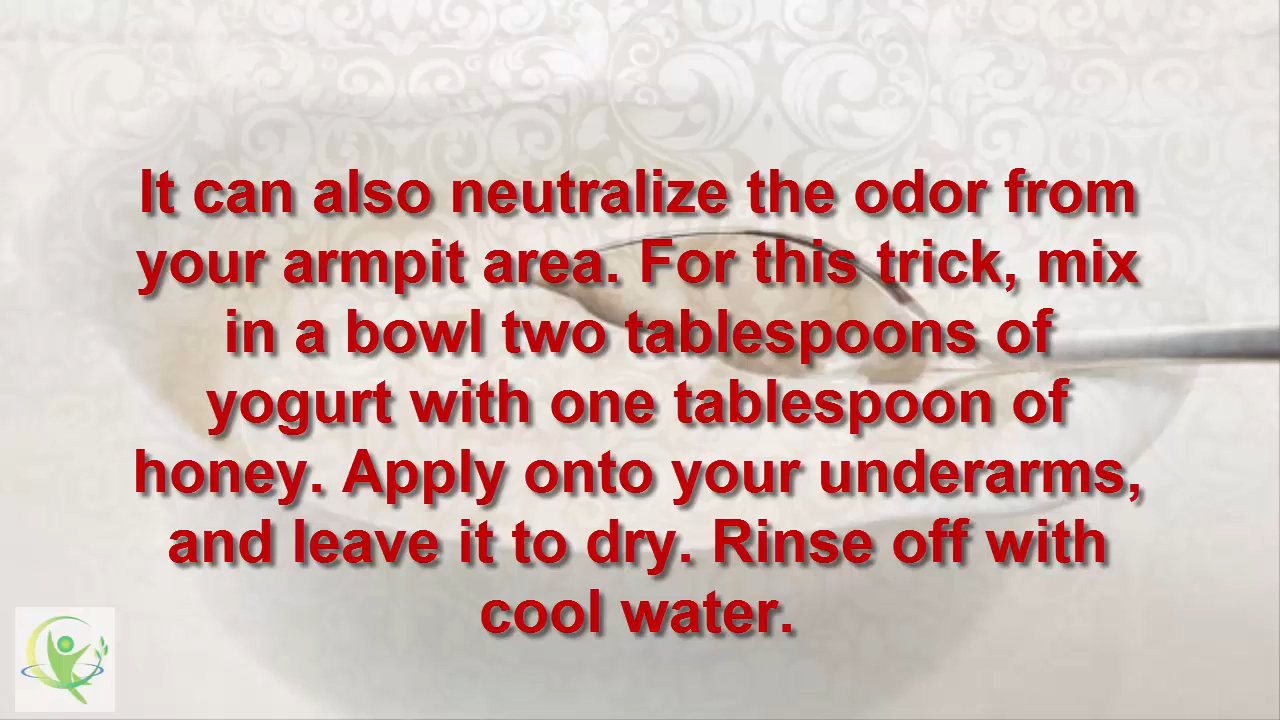 It can also neutralize the odor from
your armpit area. For this trick, mix
in a bowl two tablespoons of
yogurt with one tablespoon of
honey. Apply onto your underarms,
and leave it to dry. Rinse off with
cool water.